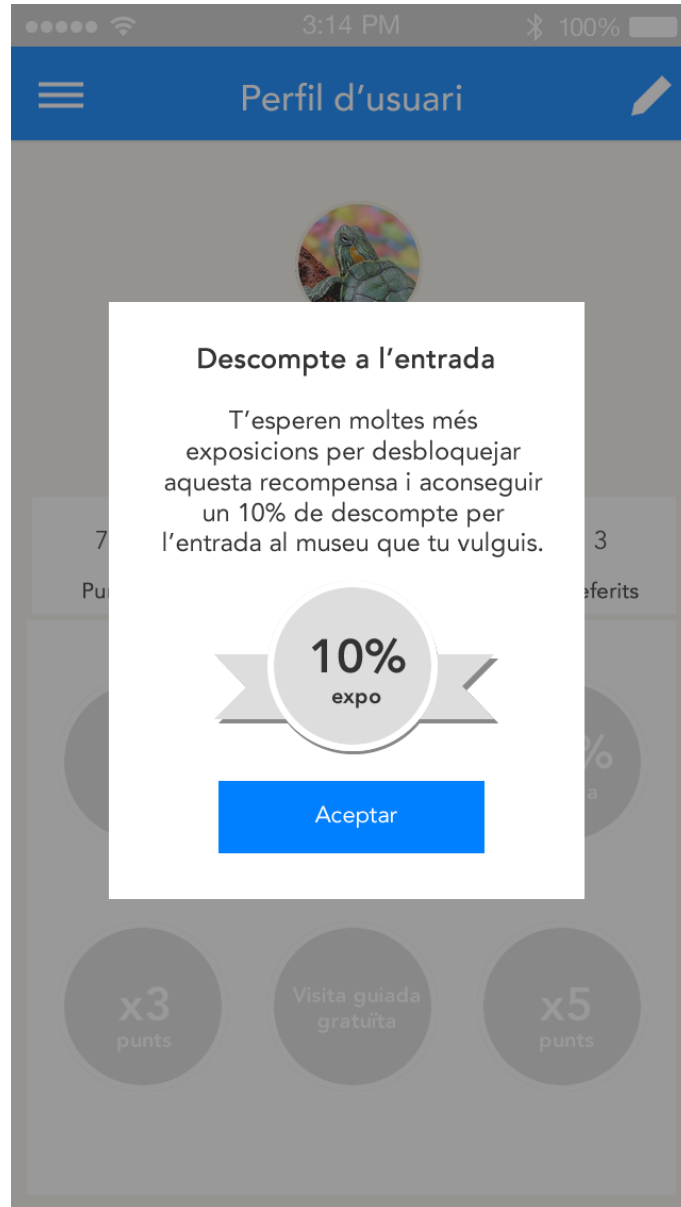 3:14 PM
100%
Perfil d’usuari
Descompte a l’entrada
T’esperen moltes més
exposicions per desbloquejar
aquesta recompensa i aconseguir
un 10% de descompte per
l’entrada al museu que tu vulguis.
7
3
10%
expo
%
a
Aceptar
x3
punts
Visita guiada
gratuïta
x5
punts